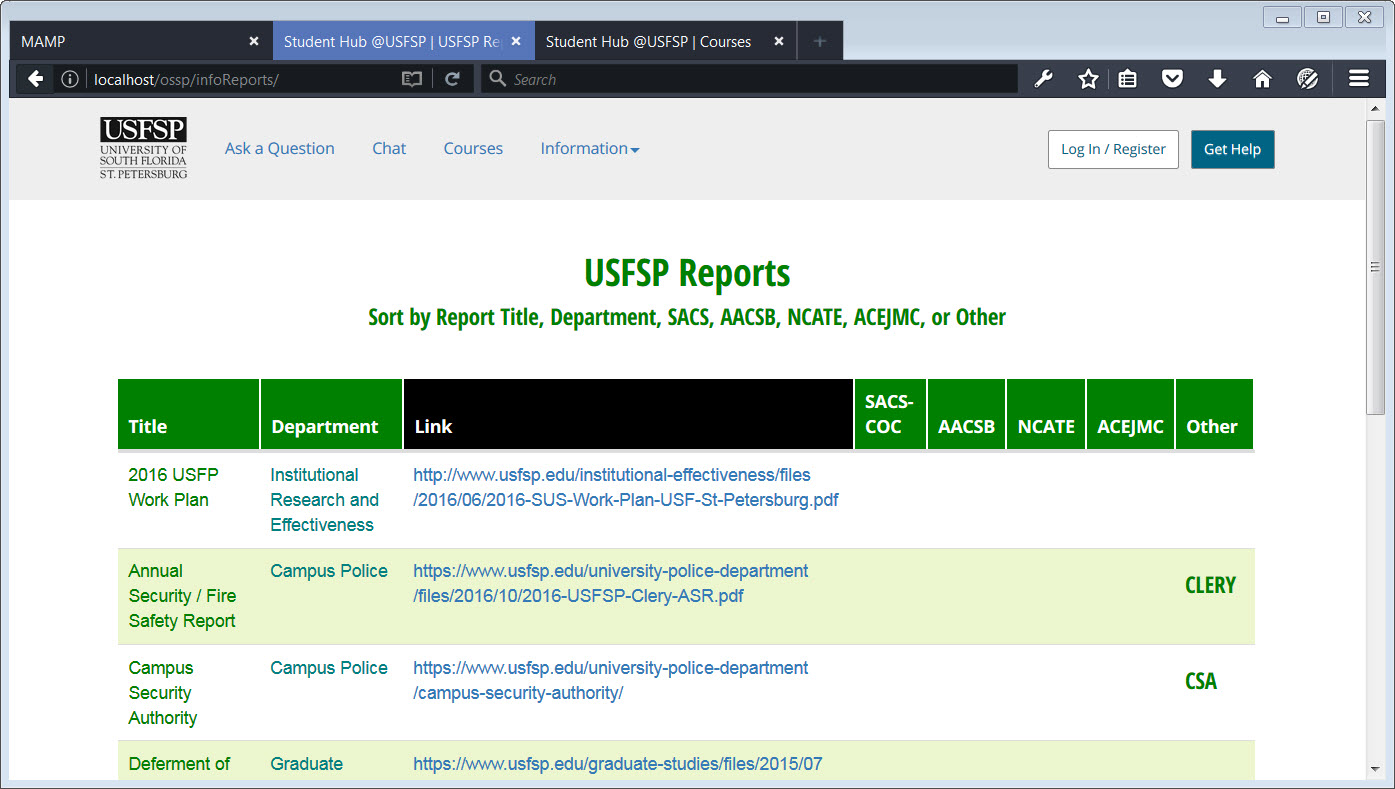 MAMP
Student Hub @USFSP | USFSP Re
Student Hub @USFSP | Courses
localhost/ossp/infoReports/
Search
USFSP
UNIVERSITY OF
SOUTH FLORIDA
ST. PETERSBURG
Ask a Question
Chat
Courses
Information
Log In / Register
Get Help
USFSP Reports
Sort by Report Title, Department, SACS, AACSB, NCATE, ACEJMC, or Other
Title
Department
Link
SACS-
COC
AACSB
NCATE
ACEJMC
Other
2016 USFP
Work Plan
Institutional
Research and
Effectiveness
http://www.usfsp.edu/institutional-effectiveness/files
/2016/06/2016-SUS-Work-Plan-USF-St-Petersburg.pdf
Annual
Security / Fire
Safety Report
Campus Police
https://www.usfsp.edu/university-police-department
/files/2016/10/2016-USFSP-Clery-ASR.pdf
CLERY
Campus
Security
Authority
Campus Police
https://www.usfsp.edu/university-police-department
/campus-security-authority/
CSA
Deferment of
Graduate
https://www.usfsp.edu/graduate-studies/files/2015/07